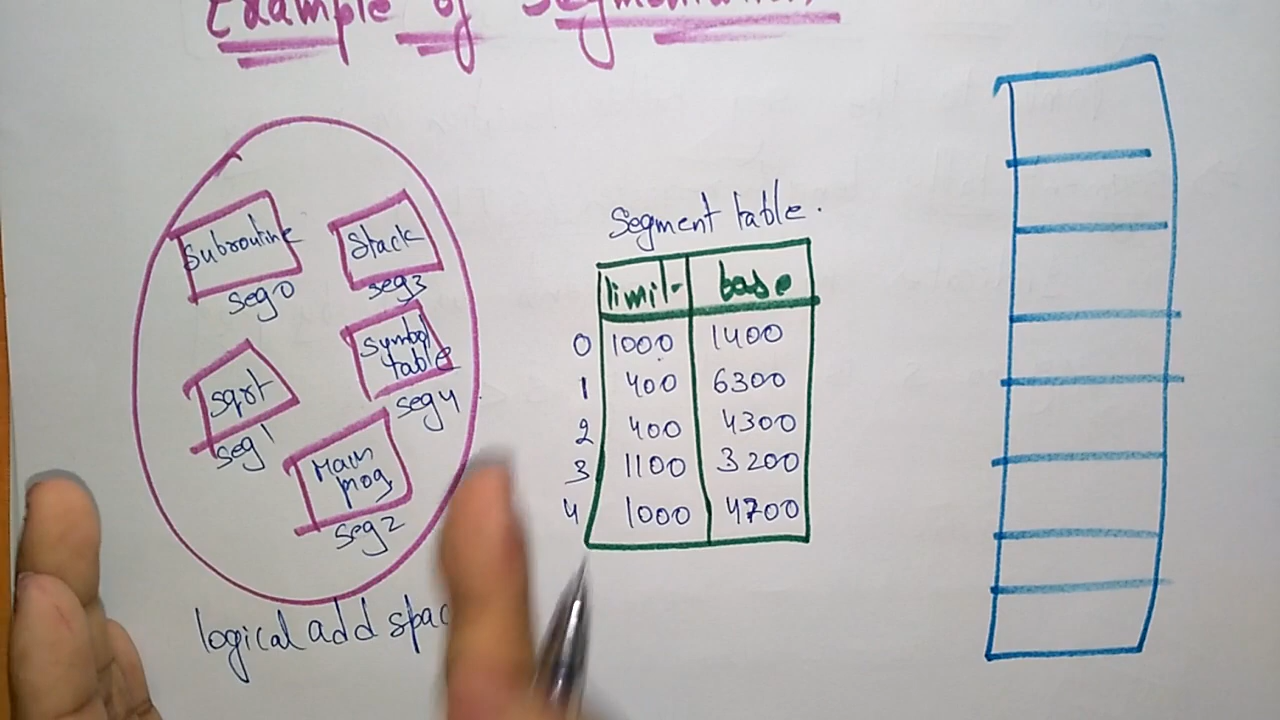 Example of Segmentation
Subroutine
seg0
Stack
seg3
sqrt
seg1
Symbol
table
seg4
Main
prog
seg2
logical add spac
Segment table.
limit base
0 1000 1400
1 400 6300
2 400 4300
3 1100 3200
4 1000 4700